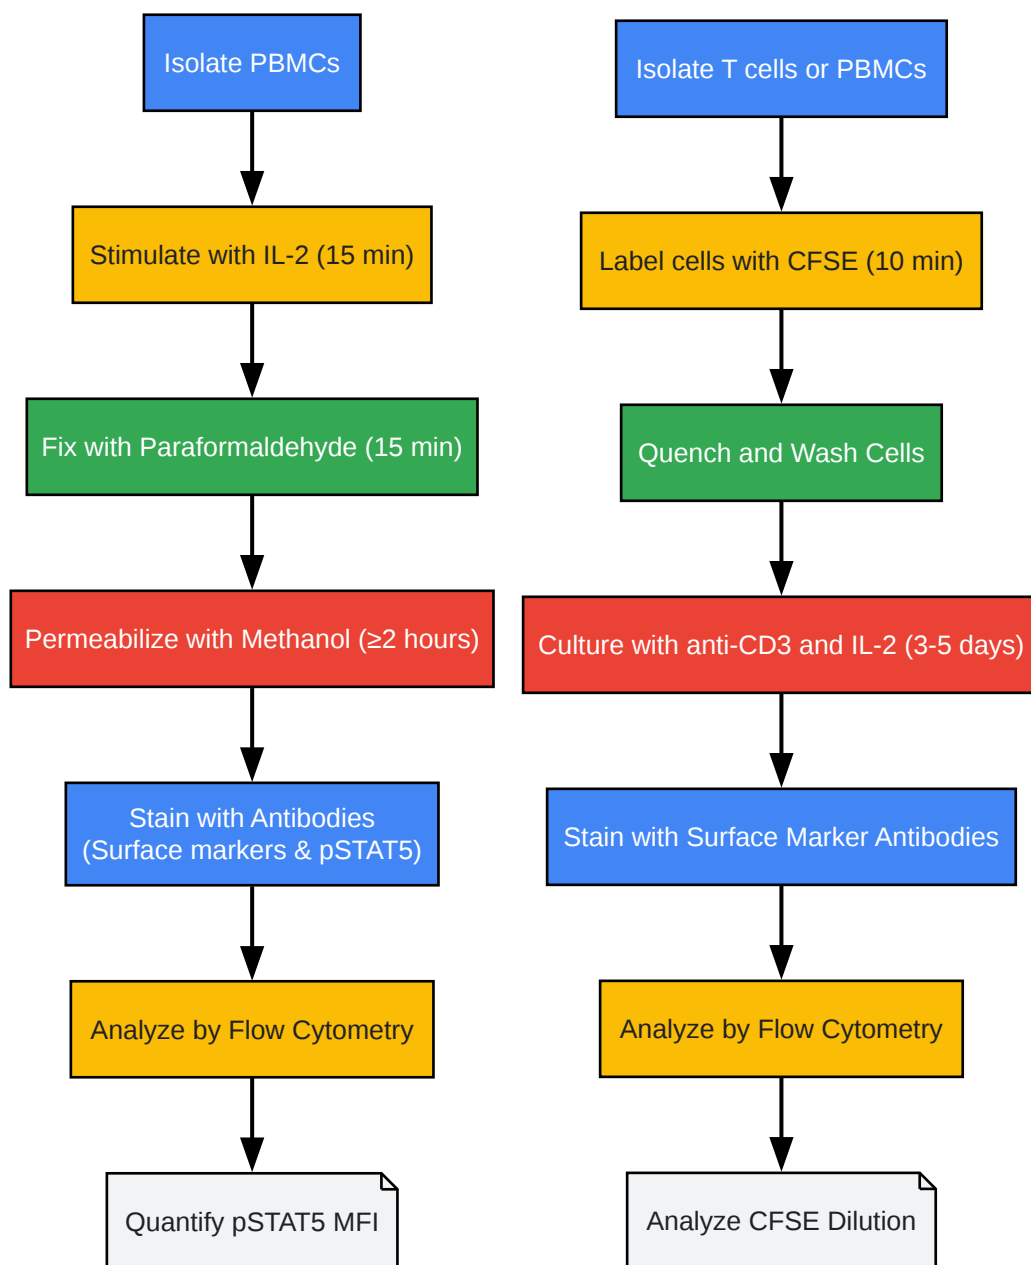 Isolate PBMCs
Stimulate with IL-2 (15 min)
Fix with Paraformaldehyde (15 min)
Permeabilize with Methanol (≥2 hours)
Stain with Antibodies
(Surface markers & pSTAT5)
Analyze by Flow Cytometry
Quantify pSTAT5 MFI
Isolate T cells or PBMCs
Label cells with CFSE (10 min)
Quench and Wash Cells
Culture with anti-CD3 and IL-2 (3-5 days)
Stain with Surface Marker Antibodies
Analyze by Flow Cytometry
Analyze CFSE Dilution